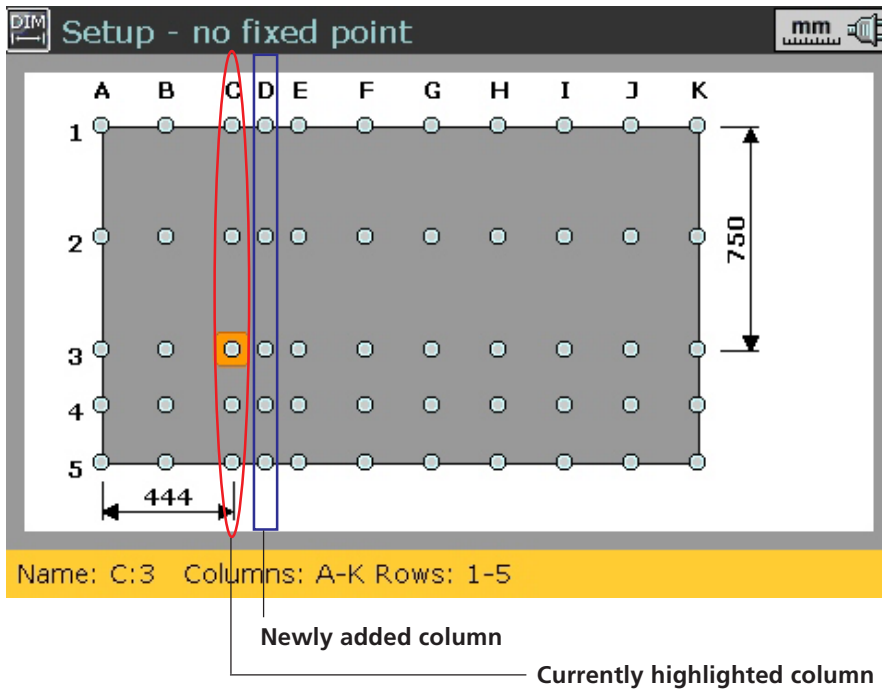 DIM Setup - no fixed point mm
A B C D E F G H I J K
1
2
750
3
4
5
444
Name: C:3 Columns: A-K Rows: 1-5
Newly added column
Currently highlighted column